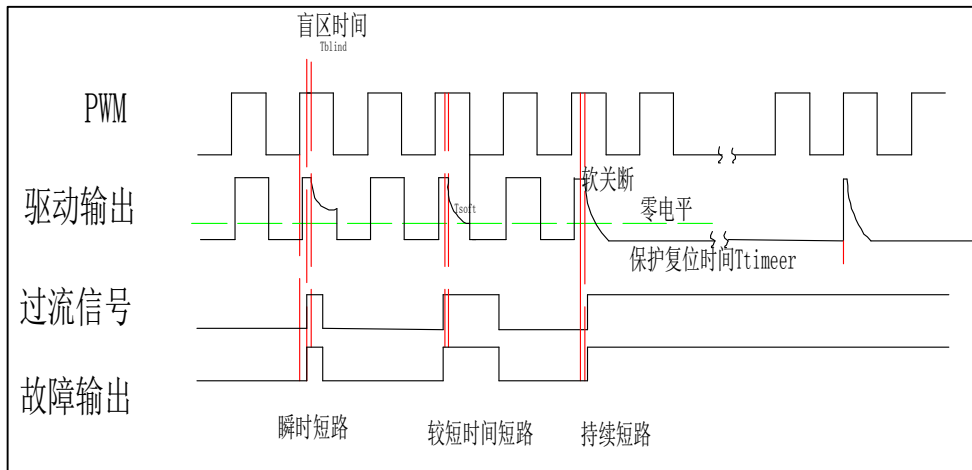 盲区时间
Tblind
PWM
驱动输出
软关断
Tsoft
零电平
保护复位时间Ttimeer
过流信号
故障输出
瞬时短路
较短时间短路
持续短路